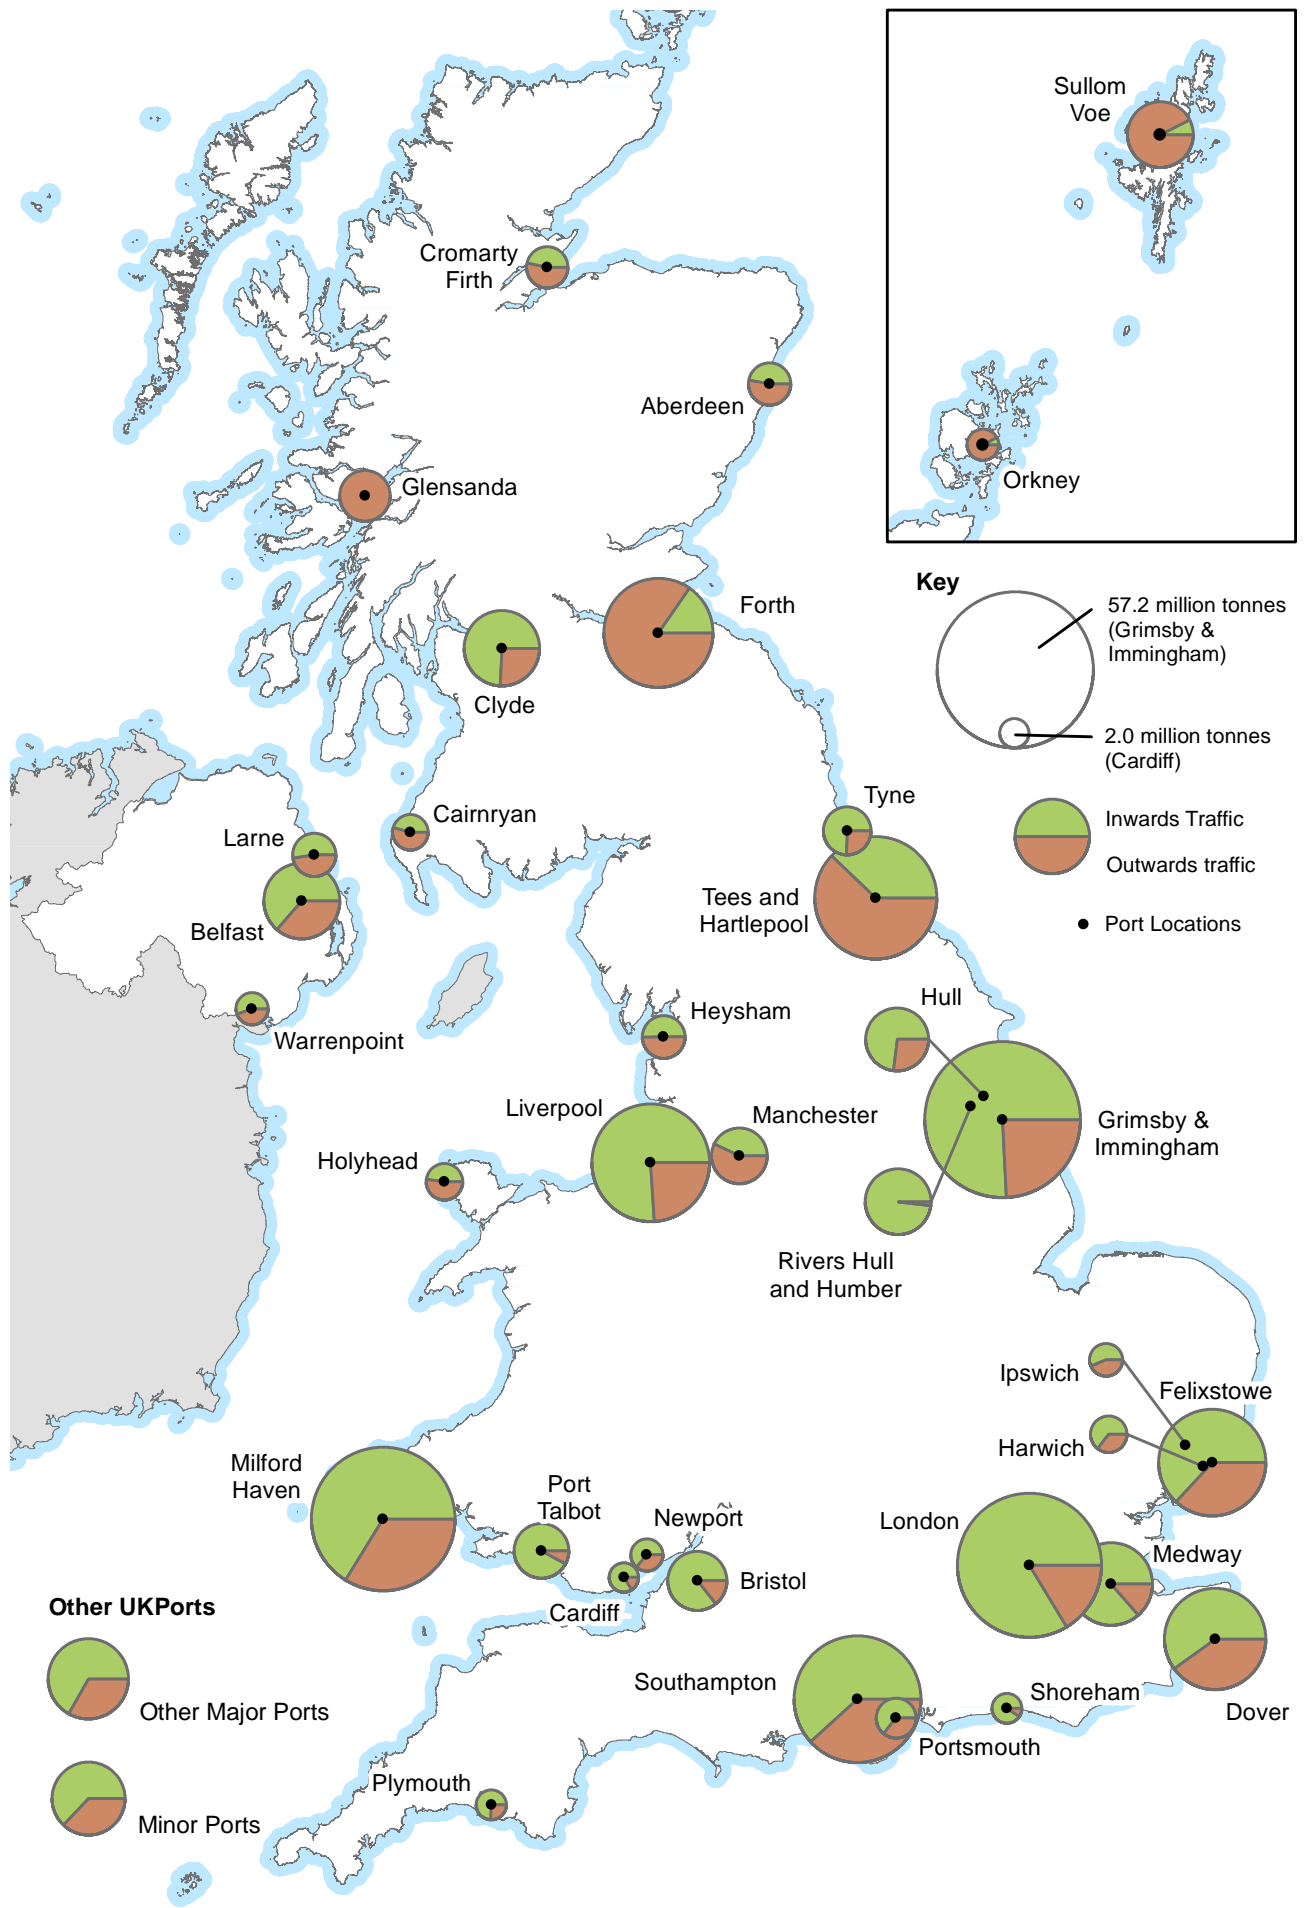 Sullom
Voe
Cromarty
Firth
Aberdeen
Glensanda
Orkney
Key
57.2 million tonnes
(Grimsby &
Immingham)
Forth
Clyde
2.0 million tonnes
(Cardiff)
Tyne
Cairnryan
Inwards Traffic
Larne
Outwards traffic
Tees and
Hartlepool
Belfast
Port Locations
Hull
Heysham
Warrenpoint
Liverpool
Manchester
Grimsby &
Immingham
Holyhead
Rivers Hull
and Humber
Ipswich
Felixstowe
Harwich
Milford
Haven
Port
Talbot
Newport
London
Medway
Bristol
Cardiff
Other UKPorts
Southampton
Shoreham
Other Major Ports
Dover
Portsmouth
Plymouth
Minor Ports